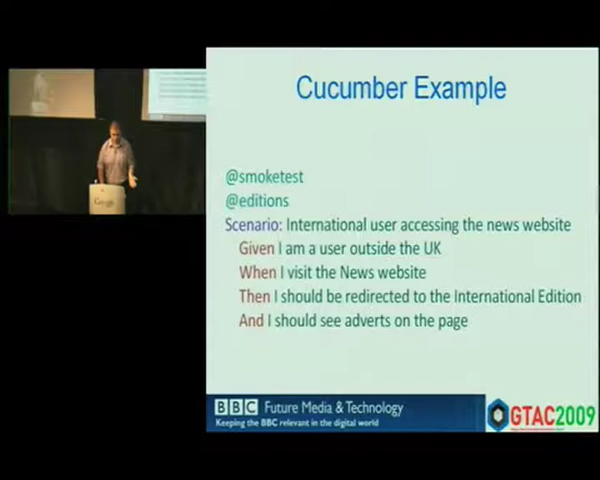 Cucumber Example
@smoketest
@editions
Scenario: International user accessing the news website
Given I am a user outside the UK
When I visit the News website
Then I should be redirected to the International Edition
And I should see adverts on the page
Google
BBC Future Media & Technology
Keeping the BBC relevant in the digital world
GTAC2009